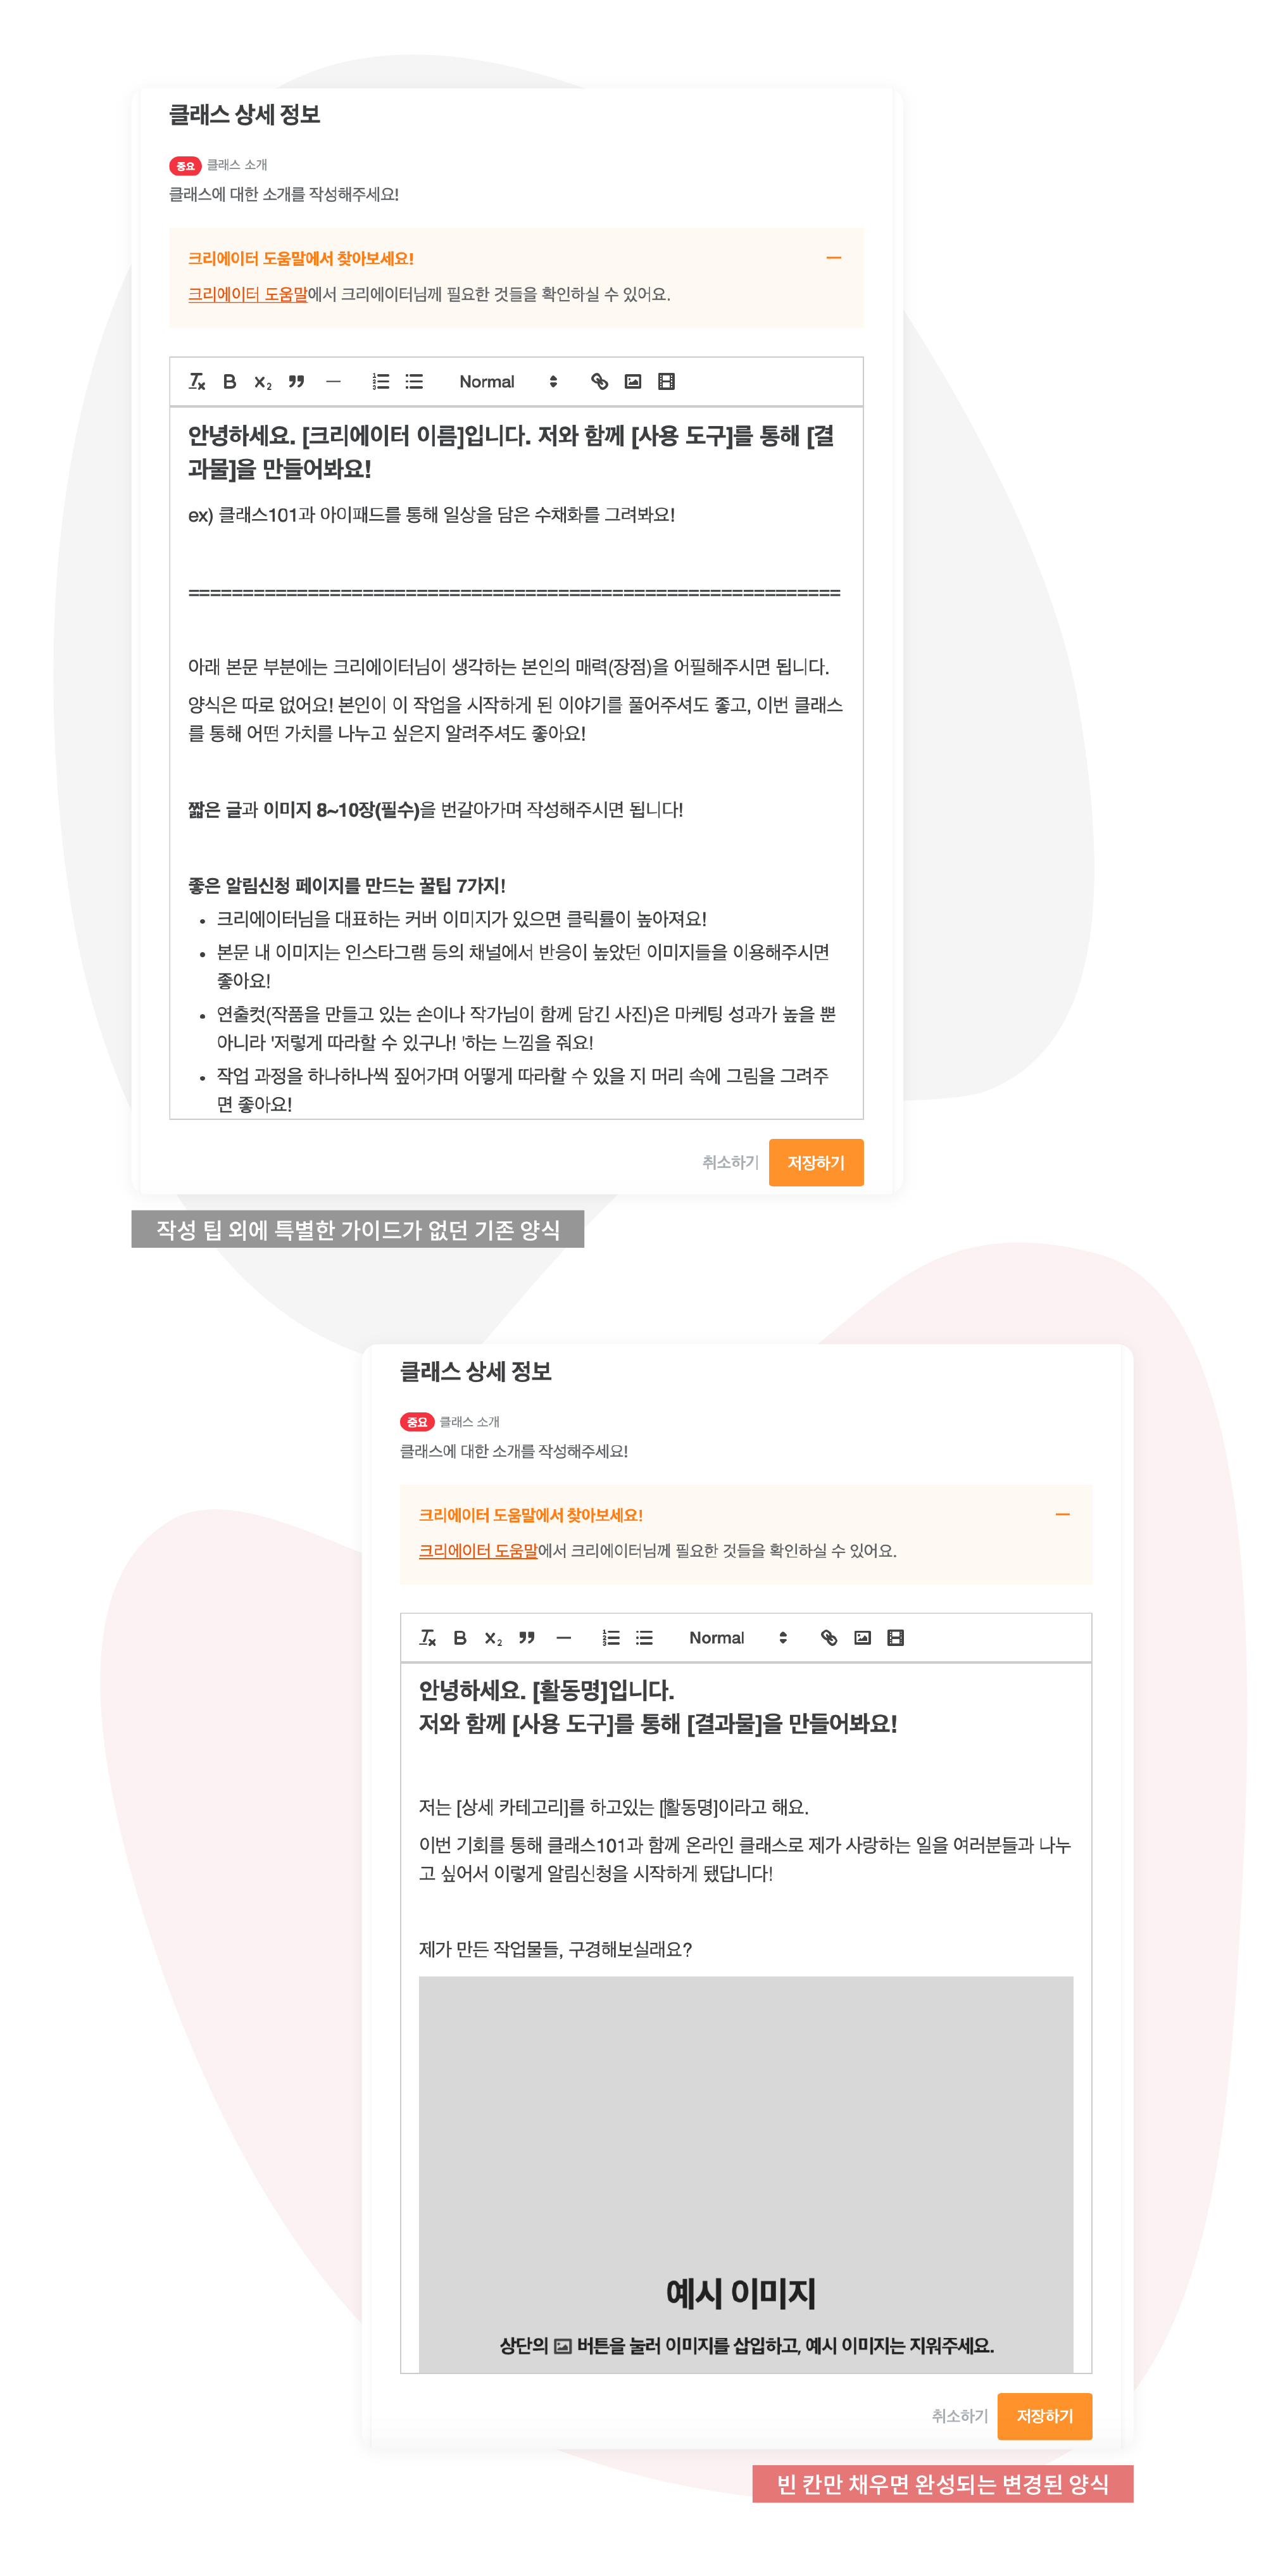 클래스 상세 정보
중요 클래스 소개
클래스에 대한 소개를 작성해주세요!
크리에이터 도움말에서 찾아보세요!
크리에이터 도움말에서 크리에이터님께 필요한 것들을 확인하실 수 있어요.
Normal
안녕하세요. [크리에이터 이름]입니다. 저와 함께 [사용 도구]를 통해 [결
과물]을 만들어봐요!
ex) 클래스101과 아이패드를 통해 일상을 담은 수채화를 그려봐요!
============================================================
아래 본문 부분에는 크리에이터님이 생각하는 본인의 매력(장점)을 어필해주시면 됩니다.
양식은 따로 없어요! 본인이 이 작업을 시작하게 된 이야기를 풀어주셔도 좋고, 이번 클래스
를 통해 어떤 가치를 나누고 싶은지 알려주셔도 좋아요!
짧은 글과 이미지 8~10장(필수)을 번갈아가며 작성해주시면 됩니다!
좋은 알림신청 페이지를 만드는 꿀팁 7가지!
• 크리에이터님을 대표하는 커버 이미지가 있으면 클릭률이 높아져요!
• 본문 내 이미지는 인스타그램 등의 채널에서 반응이 높았던 이미지들을 이용해주시면
좋아요!
• 연출컷(작품을 만들고 있는 손이나 작가님이 함께 담긴 사진)은 마케팅 성과가 높을 뿐
아니라 '저렇게 따라할 수 있구나! '하는 느낌을 줘요!
• 작업 과정을 하나하나씩 짚어가며 어떻게 따라할 수 있을 지 머리 속에 그림을 그려주
면 좋아요!
취소하기 저장하기
작성 팁 외에 특별한 가이드가 없던 기존 양식
클래스 상세 정보
중요 클래스 소개
클래스에 대한 소개를 작성해주세요!
크리에이터 도움말에서 찾아보세요!
크리에이터 도움말에서 크리에이터님께 필요한 것들을 확인하실 수 있어요.
Normal
안녕하세요. [활동명]입니다.
저와 함께 [사용 도구]를 통해 [결과물]을 만들어봐요!
저는 [상세 카테고리]를 하고있는 [활동명]이라고 해요.
이번 기회를 통해 클래스101과 함께 온라인 클래스로 제가 사랑하는 일을 여러분들과 나누
고 싶어서 이렇게 알림신청을 시작하게 됐답니다!
제가 만든 작업물들, 구경해보실래요?
예시 이미지
상단의 버튼을 눌러 이미지를 삽입하고, 예시 이미지는 지워주세요.
취소하기 저장하기
빈 칸만 채우면 완성되는 변경된 양식